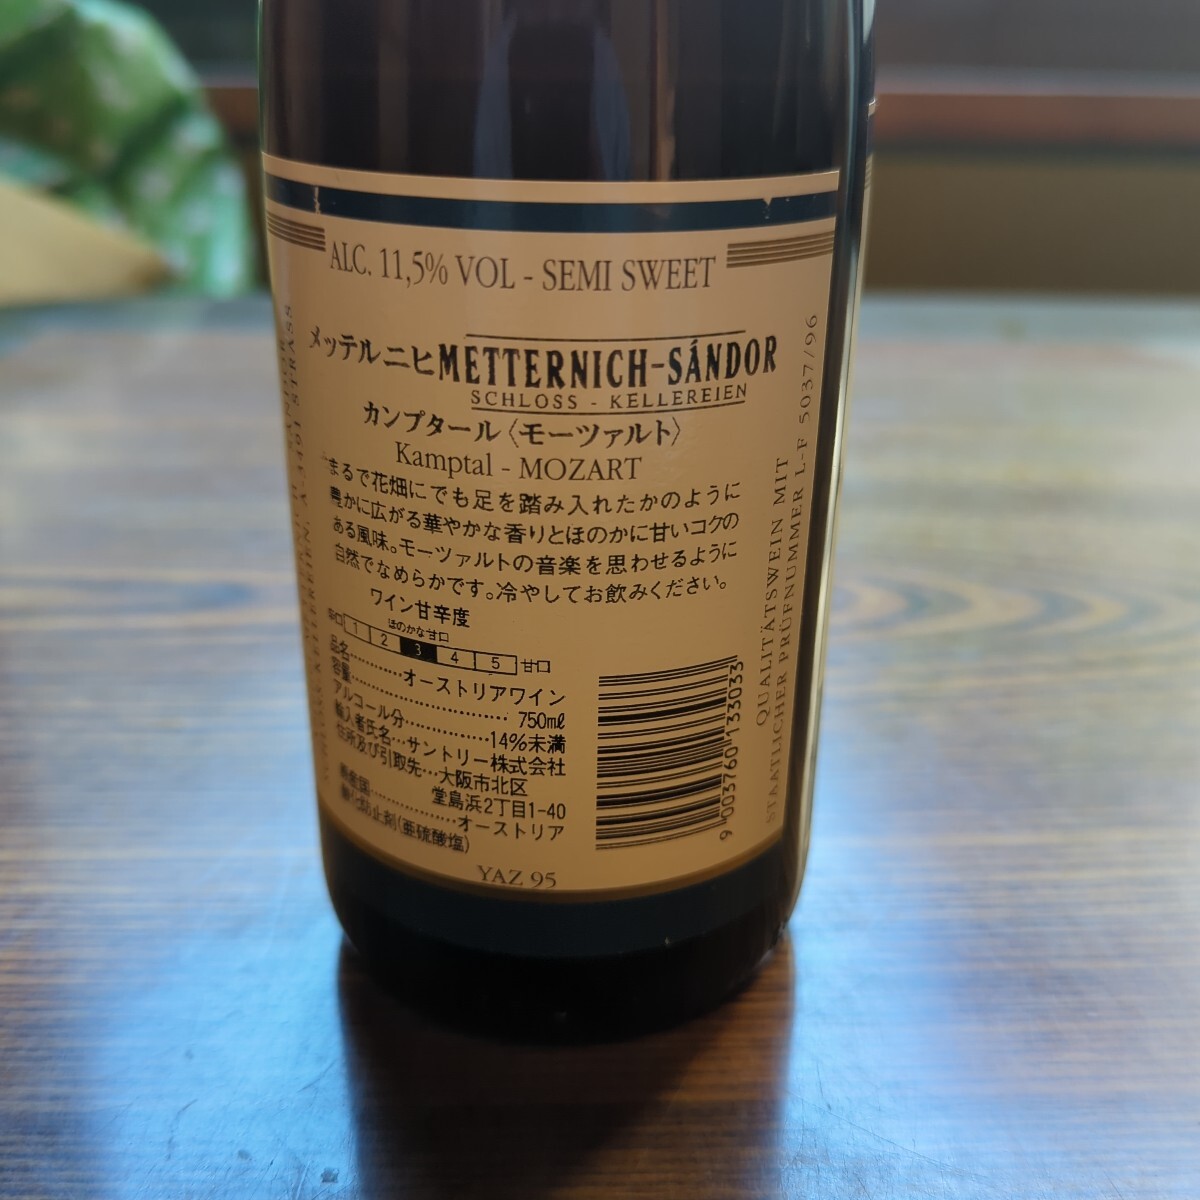 ALC. 11,5% VOL - SEMI SWEET
メッテルニヒ METTERNICH-SÁNDOR
SCHLOSS - KELLEREIEN
カンプタール〈モーツァルト〉
Kamptal - MOZART
まるで花畑にでも足を踏み入れたかのように
豊かに広がる華やかな香りとほのかに甘いコクの
ある風味。モーツァルトの音楽を思わせるように
自然でなめらかです。冷やしてお飲みください。
ワイン甘辛度
ほのかな甘口
辛口 1 2 3 4 5 甘口
品名…………オーストリアワイン
容量………………………750mℓ
アルコール分……………14%未満
輸入者氏名…サントリー株式会社
住所及び引取先…大阪市北区
堂島浜2丁目1-40
原産国……………オーストリア
酸化防止剤(亜硫酸塩)
YAZ 95
9 003760 133033
QUALITÄTSWEIN MIT
STAATLICHER PRÜFNUMMER L-F 5037/96
A-3491 STRASS